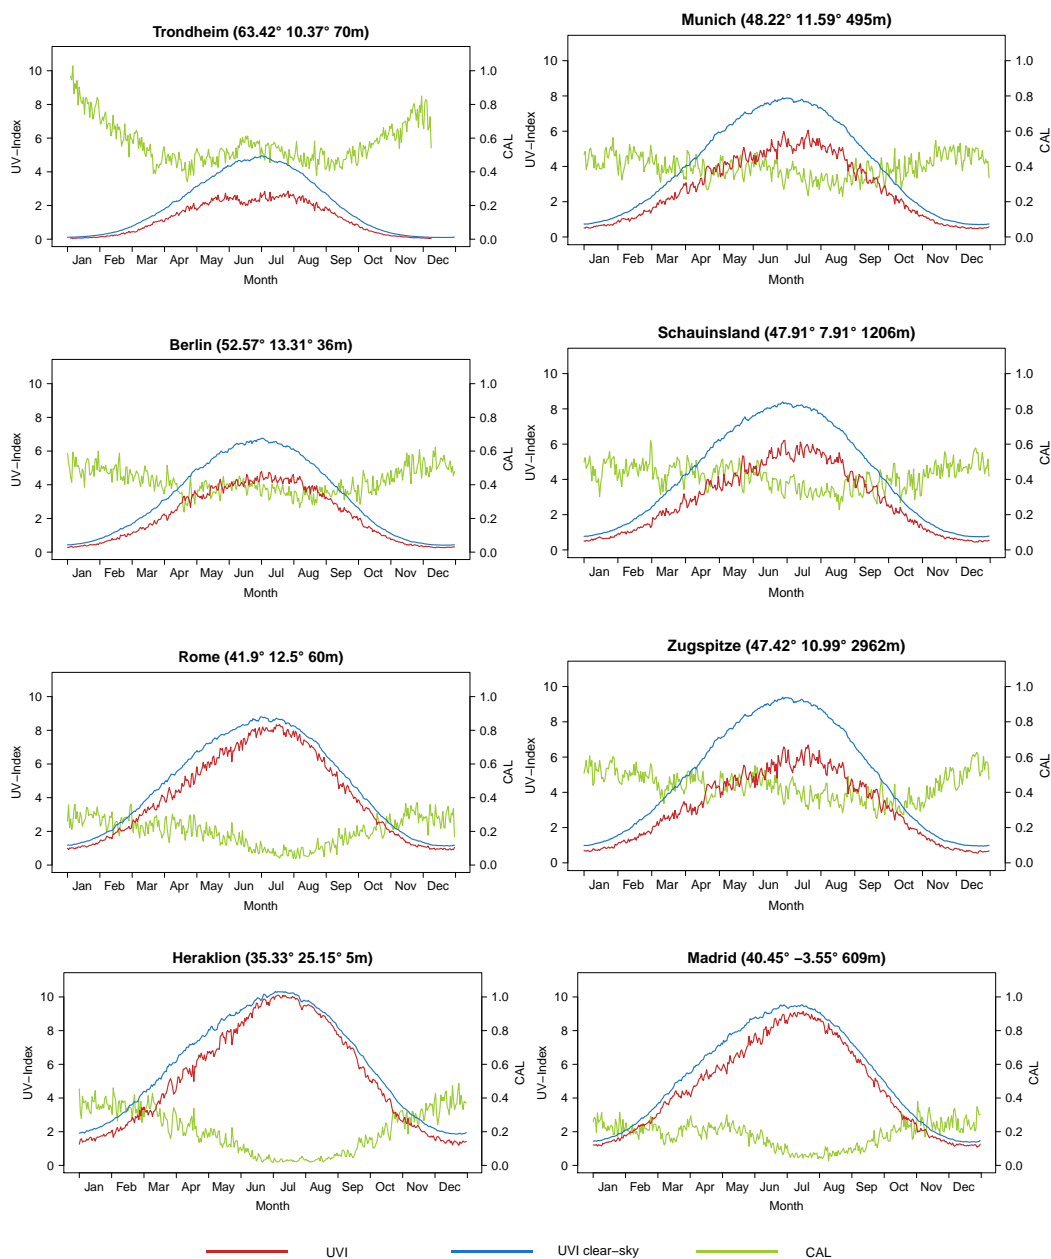 Trondheim (63.42° 10.37° 70m)
UV−Index
0 2 4 6 8 10
0.0 0.2 0.4 0.6 0.8 1.0
CAL
Jan Feb Mar Apr May Jun Jul Aug Sep Oct Nov Dec
Month
Munich (48.22° 11.59° 495m)
UV−Index
0 2 4 6 8 10
0.0 0.2 0.4 0.6 0.8 1.0
CAL
Jan Feb Mar Apr May Jun Jul Aug Sep Oct Nov Dec
Month
Berlin (52.57° 13.31° 36m)
UV−Index
0 2 4 6 8 10
0.0 0.2 0.4 0.6 0.8 1.0
CAL
Jan Feb Mar Apr May Jun Jul Aug Sep Oct Nov Dec
Month
Schauinsland (47.91° 7.91° 1206m)
UV−Index
0 2 4 6 8 10
0.0 0.2 0.4 0.6 0.8 1.0
CAL
Jan Feb Mar Apr May Jun Jul Aug Sep Oct Nov Dec
Month
Rome (41.9° 12.5° 60m)
UV−Index
0 2 4 6 8 10
0.0 0.2 0.4 0.6 0.8 1.0
CAL
Jan Feb Mar Apr May Jun Jul Aug Sep Oct Nov Dec
Month
Zugspitze (47.42° 10.99° 2962m)
UV−Index
0 2 4 6 8 10
0.0 0.2 0.4 0.6 0.8 1.0
CAL
Jan Feb Mar Apr May Jun Jul Aug Sep Oct Nov Dec
Month
Heraklion (35.33° 25.15° 5m)
UV−Index
0 2 4 6 8 10
0.0 0.2 0.4 0.6 0.8 1.0
CAL
Jan Feb Mar Apr May Jun Jul Aug Sep Oct Nov Dec
Month
Madrid (40.45° −3.55° 609m)
UV−Index
0 2 4 6 8 10
0.0 0.2 0.4 0.6 0.8 1.0
CAL
Jan Feb Mar Apr May Jun Jul Aug Sep Oct Nov Dec
Month
UVI UVI clear−sky CAL